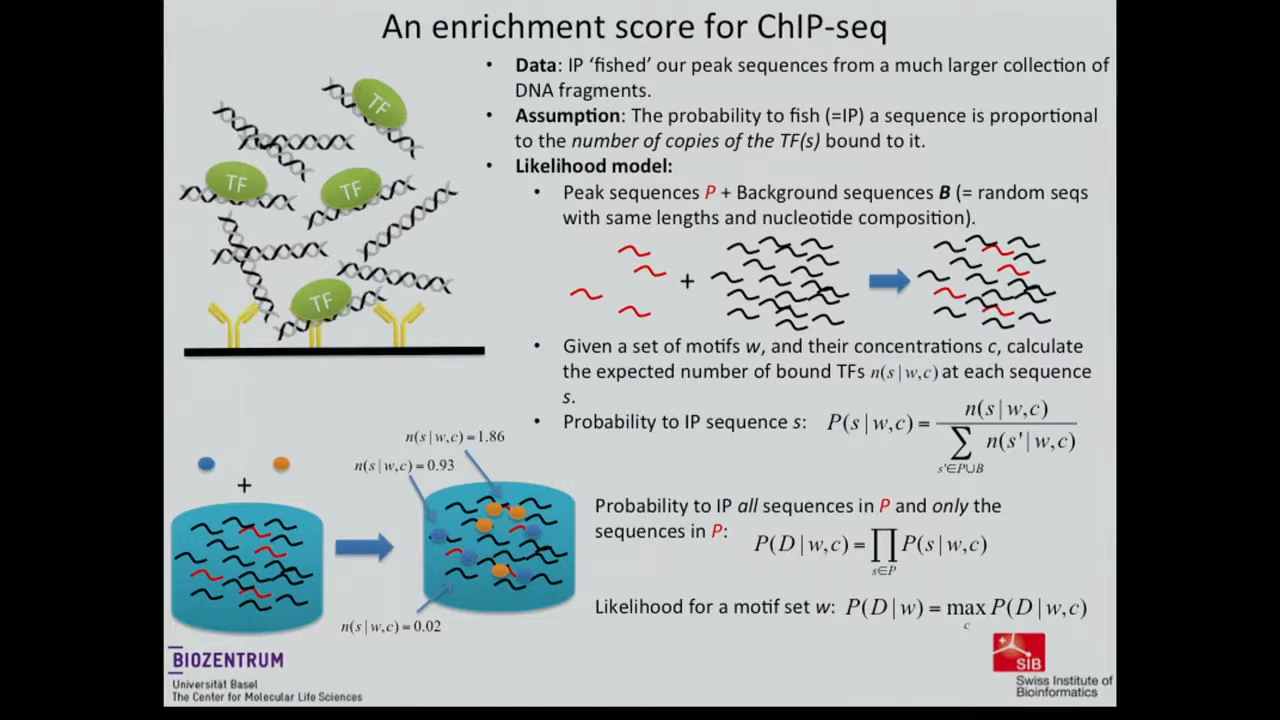 An enrichment score for ChIP-seq
• Data: IP ‘fished’ our peak sequences from a much larger collection of
DNA fragments.
• Assumption: The probability to fish (=IP) a sequence is proportional
to the number of copies of the TF(s) bound to it.
• Likelihood model:
• Peak sequences P + Background sequences B (= random seqs
with same lengths and nucleotide composition).
TF
TF
TF
TF
+
• Given a set of motifs w, and their concentrations c, calculate
the expected number of bound TFs n(s|w,c) at each sequence
s.
• Probability to IP sequence s: P(s|w,c) = n(s|w,c) / ∑ s'∈P∪B n(s'|w,c)
n(s|w,c)=1.86
n(s|w,c)=0.93
+
n(s|w,c)=0.02
Probability to IP all sequences in P and only the
sequences in P: P(D|w,c) = ∏ s∈P P(s|w,c)
Likelihood for a motif set w: P(D|w) = max c P(D|w,c)
BIOZENTRUM
Universität Basel
The Center for Molecular Life Sciences
SIB
Swiss Institute of
Bioinformatics